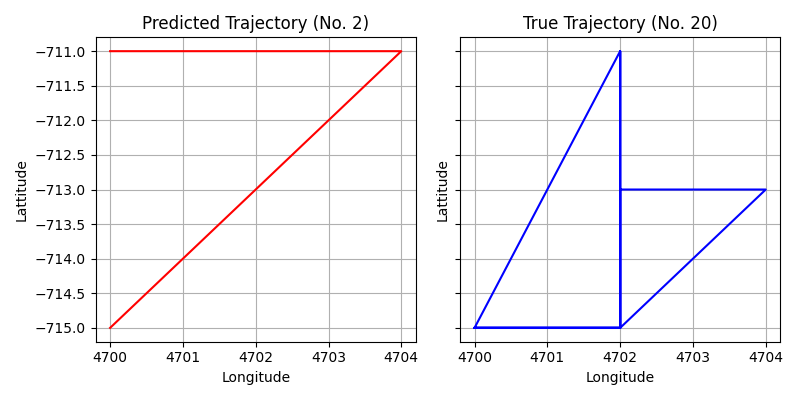 Predicted Trajectory (No. 2)
True Trajectory (No. 20)
−711.0
−711.5
−712.0
−712.5
−713.0
−713.5
−714.0
−714.5
−715.0
Lattitude
Lattitude
4700 4701 4702 4703 4704
4700 4701 4702 4703 4704
Longitude
Longitude